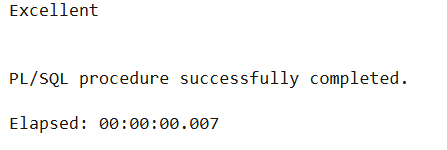 Excellent
PL/SQL procedure successfully completed.
Elapsed: 00:00:00.007